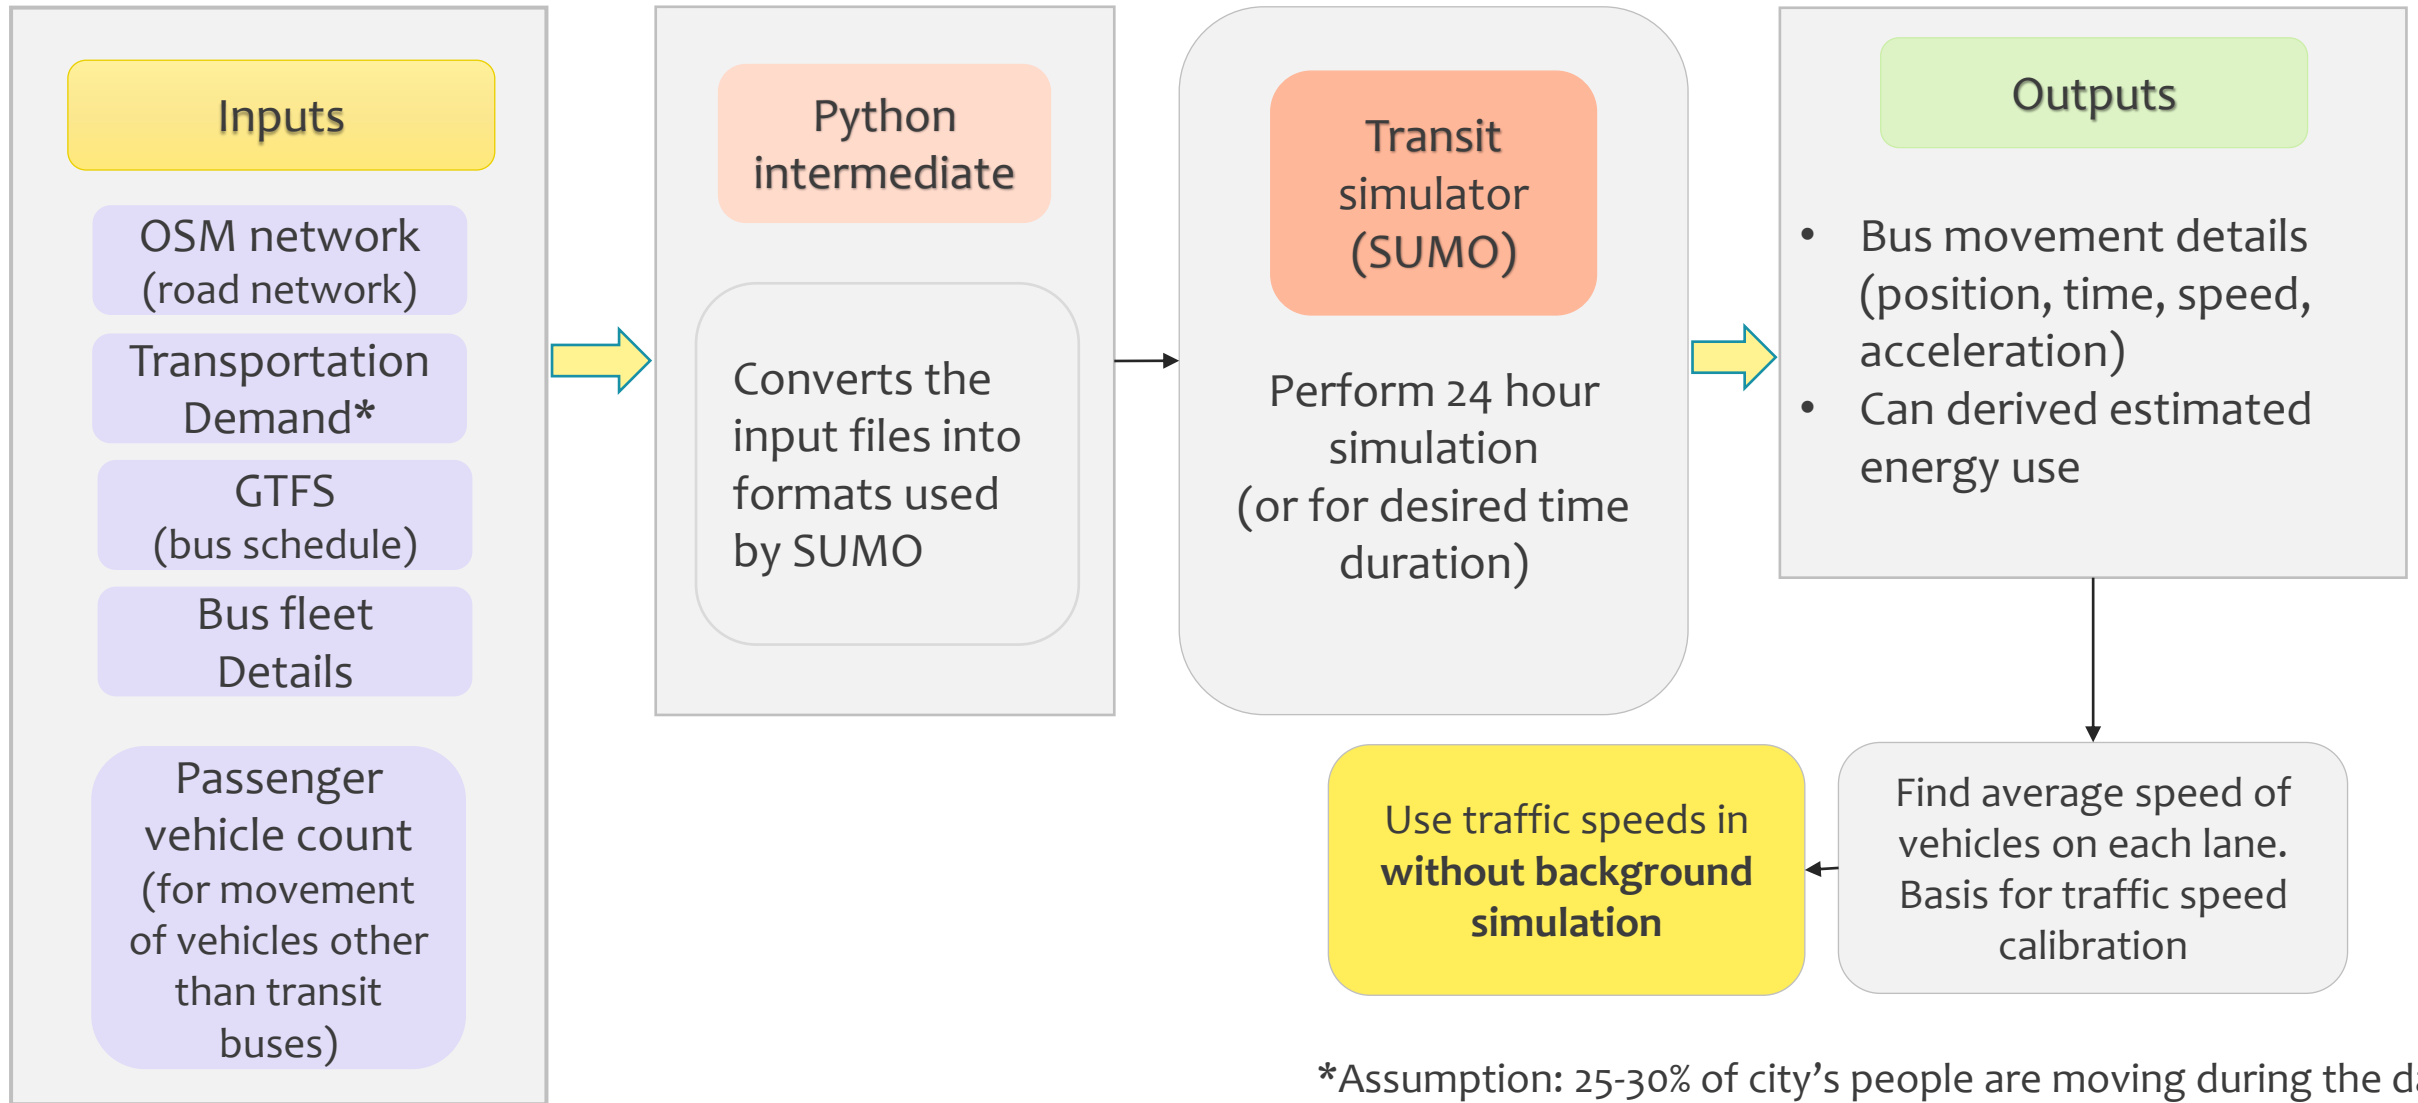 Inputs
OSM network
(road network)
Transportation
Demand*
GTFS
(bus schedule)
Bus fleet
Details
Passenger
vehicle count
(for movement
of vehicles other
than transit
buses)
Python
intermediate
Converts the
input files into
formats used
by SUMO
Transit
simulator
(SUMO)
Perform 24 hour
simulation
(or for desired time
duration)
Outputs
• Bus movement details
(position, time, speed,
acceleration)
• Can derived estimated
energy use
Find average speed of
vehicles on each lane.
Basis for traffic speed
calibration
Use traffic speeds in
without background
simulation
*Assumption: 25-30% of city’s people are moving during the